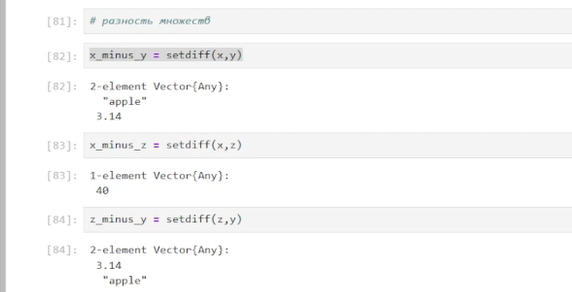 [81]: # разность множеств
[82]: x_minus_y = setdiff(x,y)
[82]: 2-element Vector{Any}:
"apple"
3.14
[83]: x_minus_z = setdiff(x,z)
[83]: 1-element Vector{Any}:
40
[84]: z_minus_y = setdiff(z,y)
[84]: 2-element Vector{Any}:
3.14
"apple"